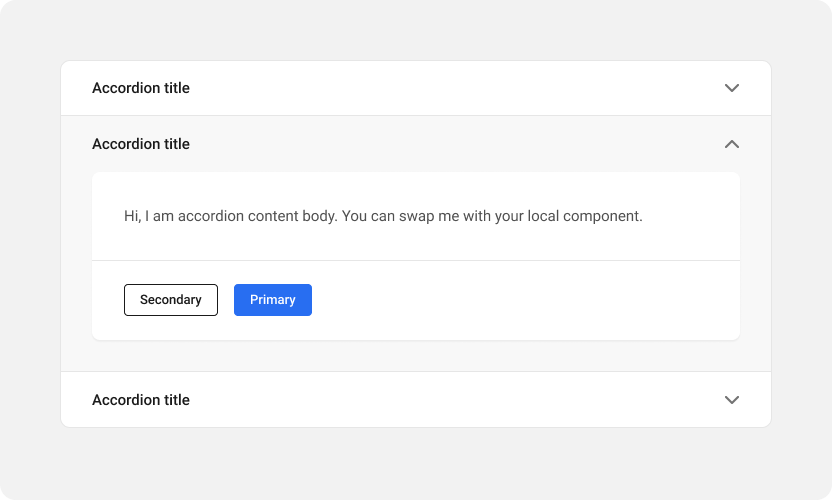 Accordion title
Accordion title
Hi, I am accordion content body. You can swap me with your local component.
Secondary Primary
Accordion title